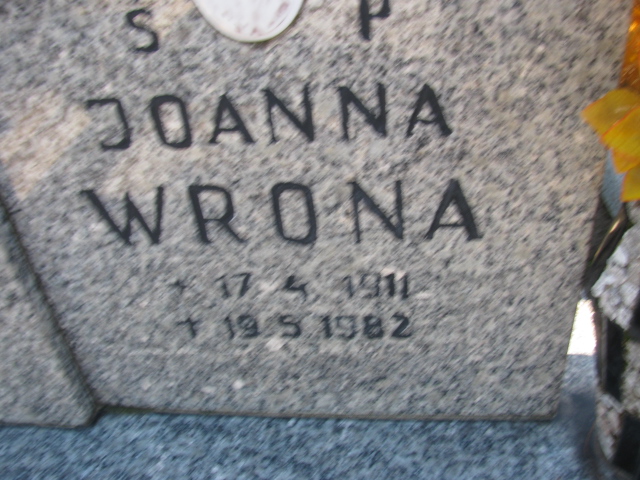 S P
JOANNA
WRONA
+ 17 4 1911
+ 19 5 1982